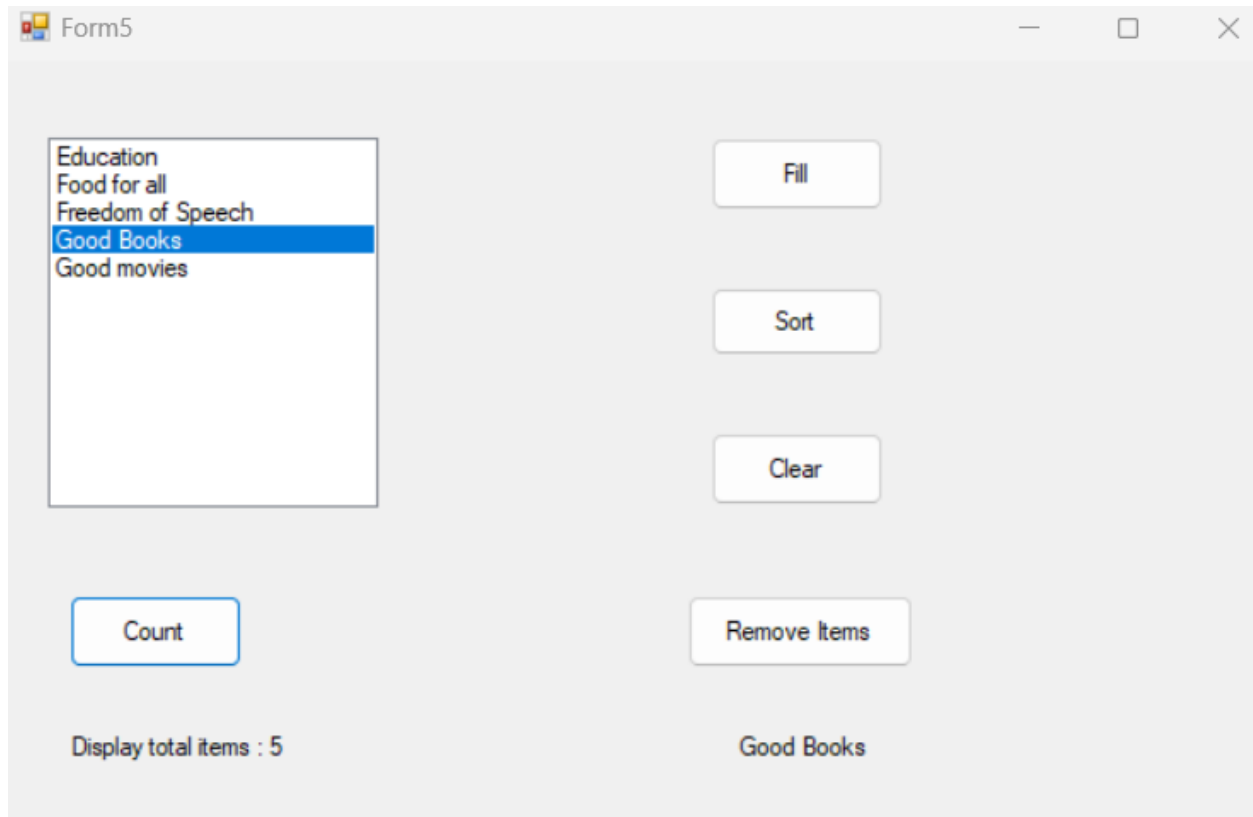 Form5
Education
Food for all
Freedom of Speech
Good Books
Good movies
Fill
Sort
Clear
Count
Remove Items
Display total items : 5
Good Books